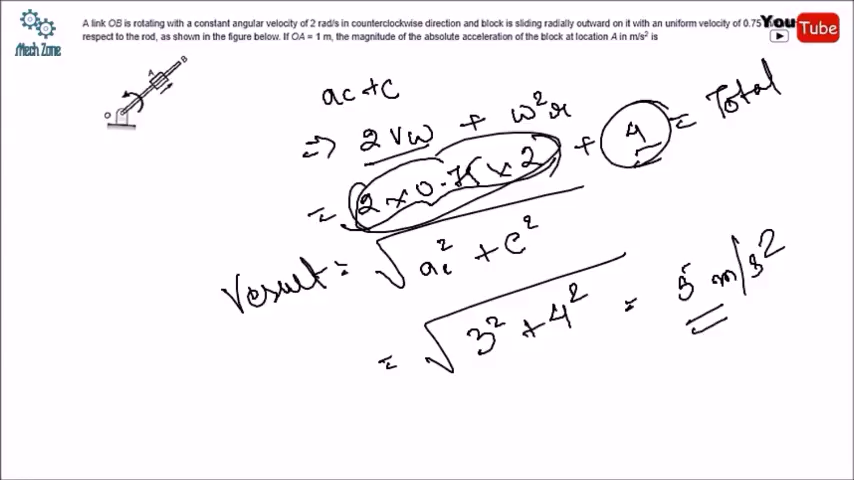 A link OB is rotating with a constant angular velocity of 2 rad/s in counterclockwise direction and block is sliding radially outward on it with an uniform velocity of 0.75
respect to the rod, as shown in the figure below. If OA = 1 m, the magnitude of the absolute acceleration of the block at location A in m/s² is
You Tube
Mech Zone
B
A
O
ac + C
=> 2Vω + ω²r = Total
= 2 × 0.75 × 2 + 4
Result = √ac² + C²
= √3² + 4² = 5 m/s²